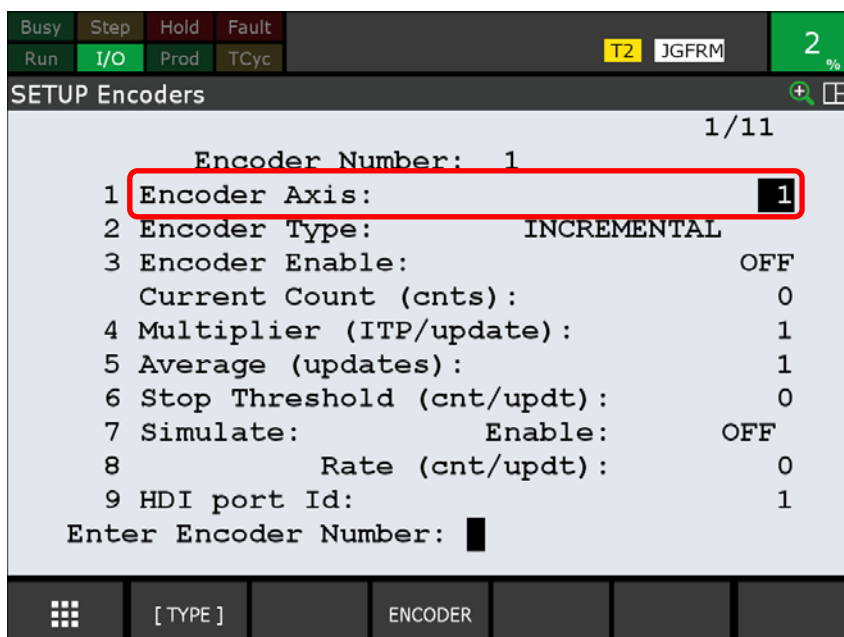 Busy Step Hold Fault
Run I/O Prod TCyc T2 JGFRM 2 %
SETUP Encoders
1/11
Encoder Number: 1
1 Encoder Axis: 1
2 Encoder Type: INCREMENTAL
3 Encoder Enable: OFF
Current Count (cnts): 0
4 Multiplier (ITP/update): 1
5 Average (updates): 1
6 Stop Threshold (cnt/updt): 0
7 Simulate: Enable: OFF
8 Rate (cnt/updt): 0
9 HDI port Id: 1
Enter Encoder Number:
[ TYPE ] ENCODER